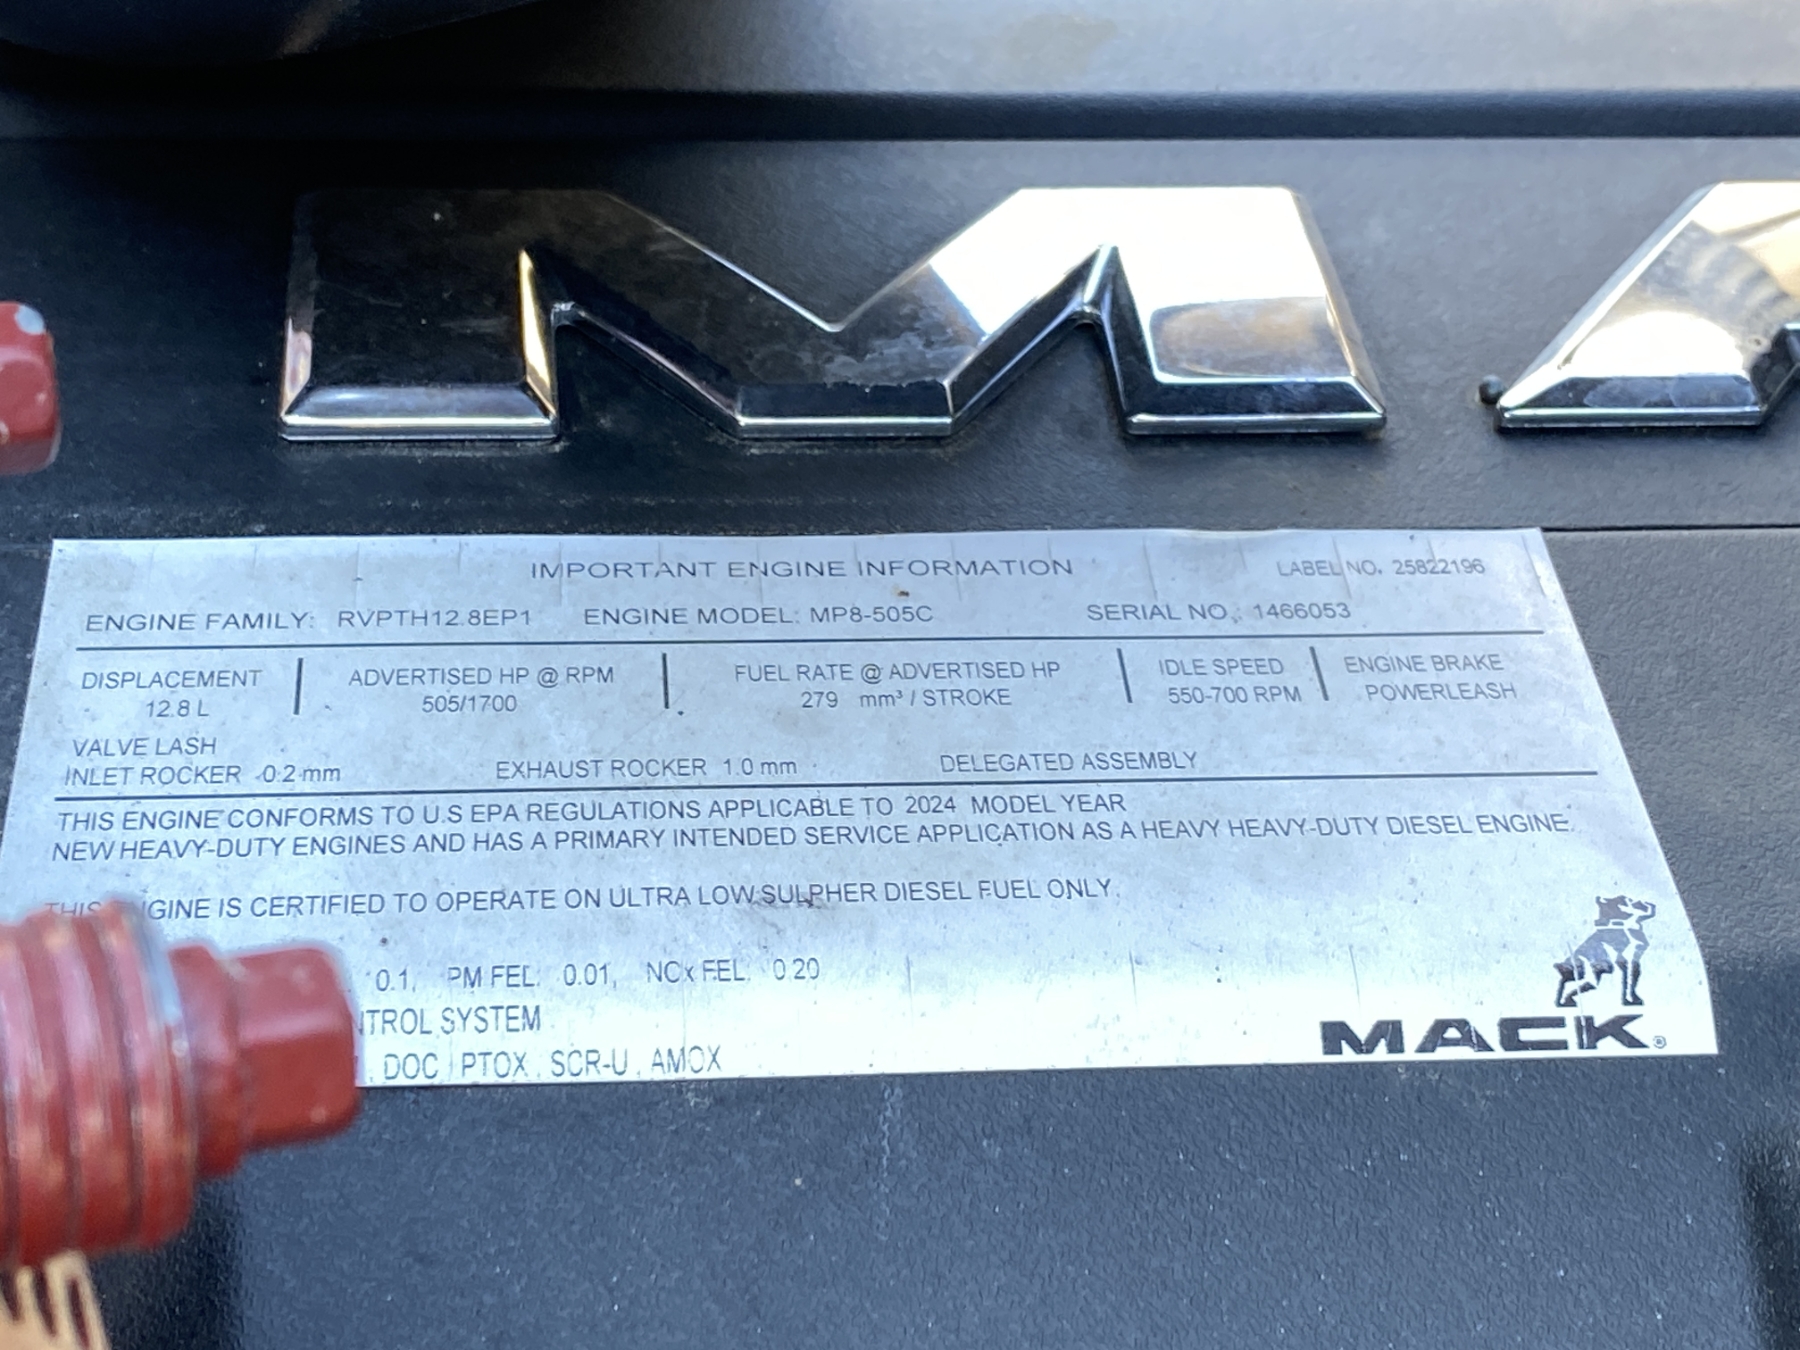 IMPORTANT ENGINE INFORMATION LABEL NO. 25822196
ENGINE FAMILY: RVPTH12.8EP1 ENGINE MODEL: MP8-505C SERIAL NO.: 1466053
DISPLACEMENT ADVERTISED HP @ RPM FUEL RATE @ ADVERTISED HP IDLE SPEED ENGINE BRAKE
12.8 L 505/1700 279 mm³ / STROKE 550-700 RPM POWERLEASH
VALVE LASH
INLET ROCKER 0.2 mm EXHAUST ROCKER 1.0 mm DELEGATED ASSEMBLY
THIS ENGINE CONFORMS TO U.S EPA REGULATIONS APPLICABLE TO 2024 MODEL YEAR
NEW HEAVY-DUTY ENGINES AND HAS A PRIMARY INTENDED SERVICE APPLICATION AS A HEAVY HEAVY-DUTY DIESEL ENGINE.
THIS ENGINE IS CERTIFIED TO OPERATE ON ULTRA LOW SULPHER DIESEL FUEL ONLY.
0.1, PM FEL: 0.01, NOx FEL: 0.20
SYSTEM
DOC, PTOX, SCR-U, AMOX
MACK®